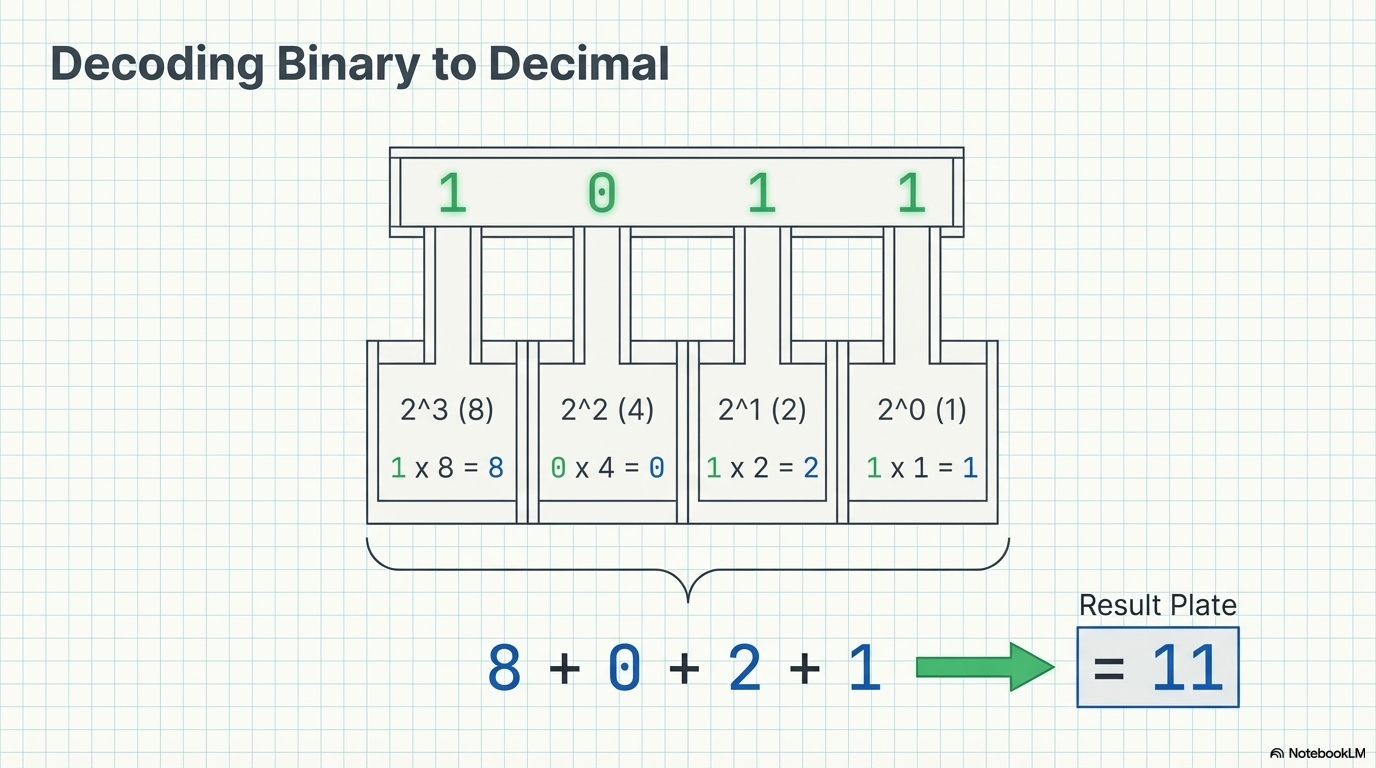 Decoding Binary to Decimal
1 0 1 1
2^3 (8) 2^2 (4) 2^1 (2) 2^0 (1)
1 x 8 = 8 0 x 4 = 0 1 x 2 = 2 1 x 1 = 1
Result Plate
8 + 0 + 2 + 1 = 11
NotebookLM